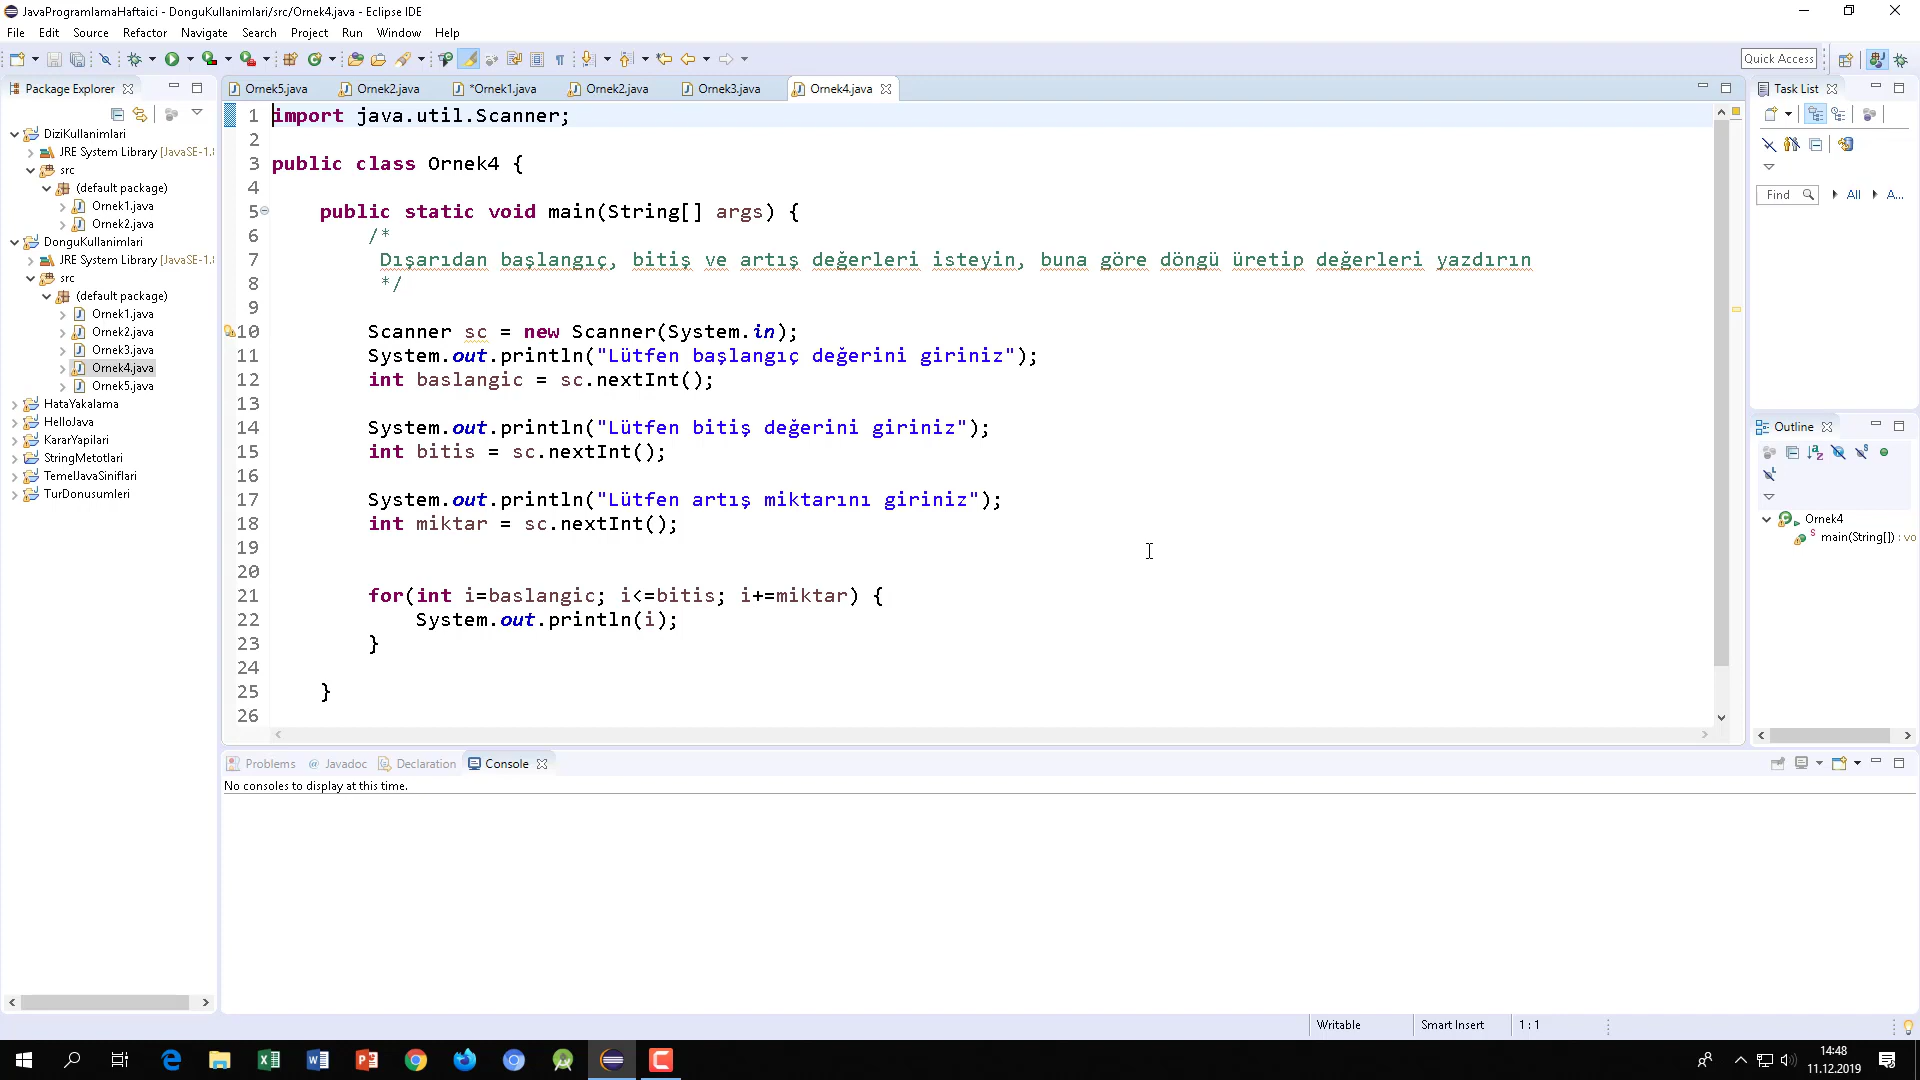 JavaProgramlamaHaftaici - DonguKullanimlari/src/Ornek4.java - Eclipse IDE
File Edit Source Refactor Navigate Search Project Run Window Help
Quick Access
Package Explorer
DiziKullanimlari
JRE System Library [JavaSE-1.8
src
(default package)
Ornek1.java
Ornek2.java
DonguKullanimlari
JRE System Library [JavaSE-1.8
src
(default package)
Ornek1.java
Ornek2.java
Ornek3.java
Ornek4.java
Ornek5.java
HataYakalama
HelloJava
KararYapilari
StringMetotlari
TemelJavaSiniflari
TurDonusumleri
Ornek5.java Ornek2.java *Ornek1.java Ornek2.java Ornek3.java Ornek4.java
1 import java.util.Scanner;
2
3 public class Ornek4 {
4
5 public static void main(String[] args) {
6 /*
7 Dışarıdan başlangıç, bitiş ve artış değerleri isteyin, buna göre döngü üretip değerleri yazdırın
8 */
9
10 Scanner sc = new Scanner(System.in);
11 System.out.println("Lütfen başlangıç değerini giriniz");
12 int baslangic = sc.nextInt();
13
14 System.out.println("Lütfen bitiş değerini giriniz");
15 int bitis = sc.nextInt();
16
17 System.out.println("Lütfen artış miktarını giriniz");
18 int miktar = sc.nextInt();
19
20
21 for(int i=baslangic; i<=bitis; i+=miktar) {
22 System.out.println(i);
23 }
24
25 }
26
Task List
Find All A...
Outline
Ornek4
main(String[]) : vo
Problems Javadoc Declaration Console
No consoles to display at this time.
Writable Smart Insert 1 : 1
14:48
11.12.2019